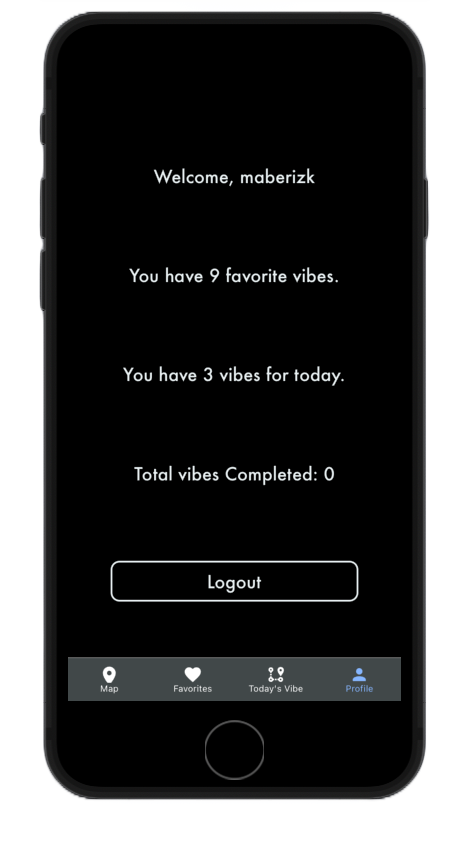 Welcome, maberizk
You have 9 favorite vibes.
You have 3 vibes for today.
Total vibes Completed: 0
Logout
Map Favorites Today's Vibe Profile